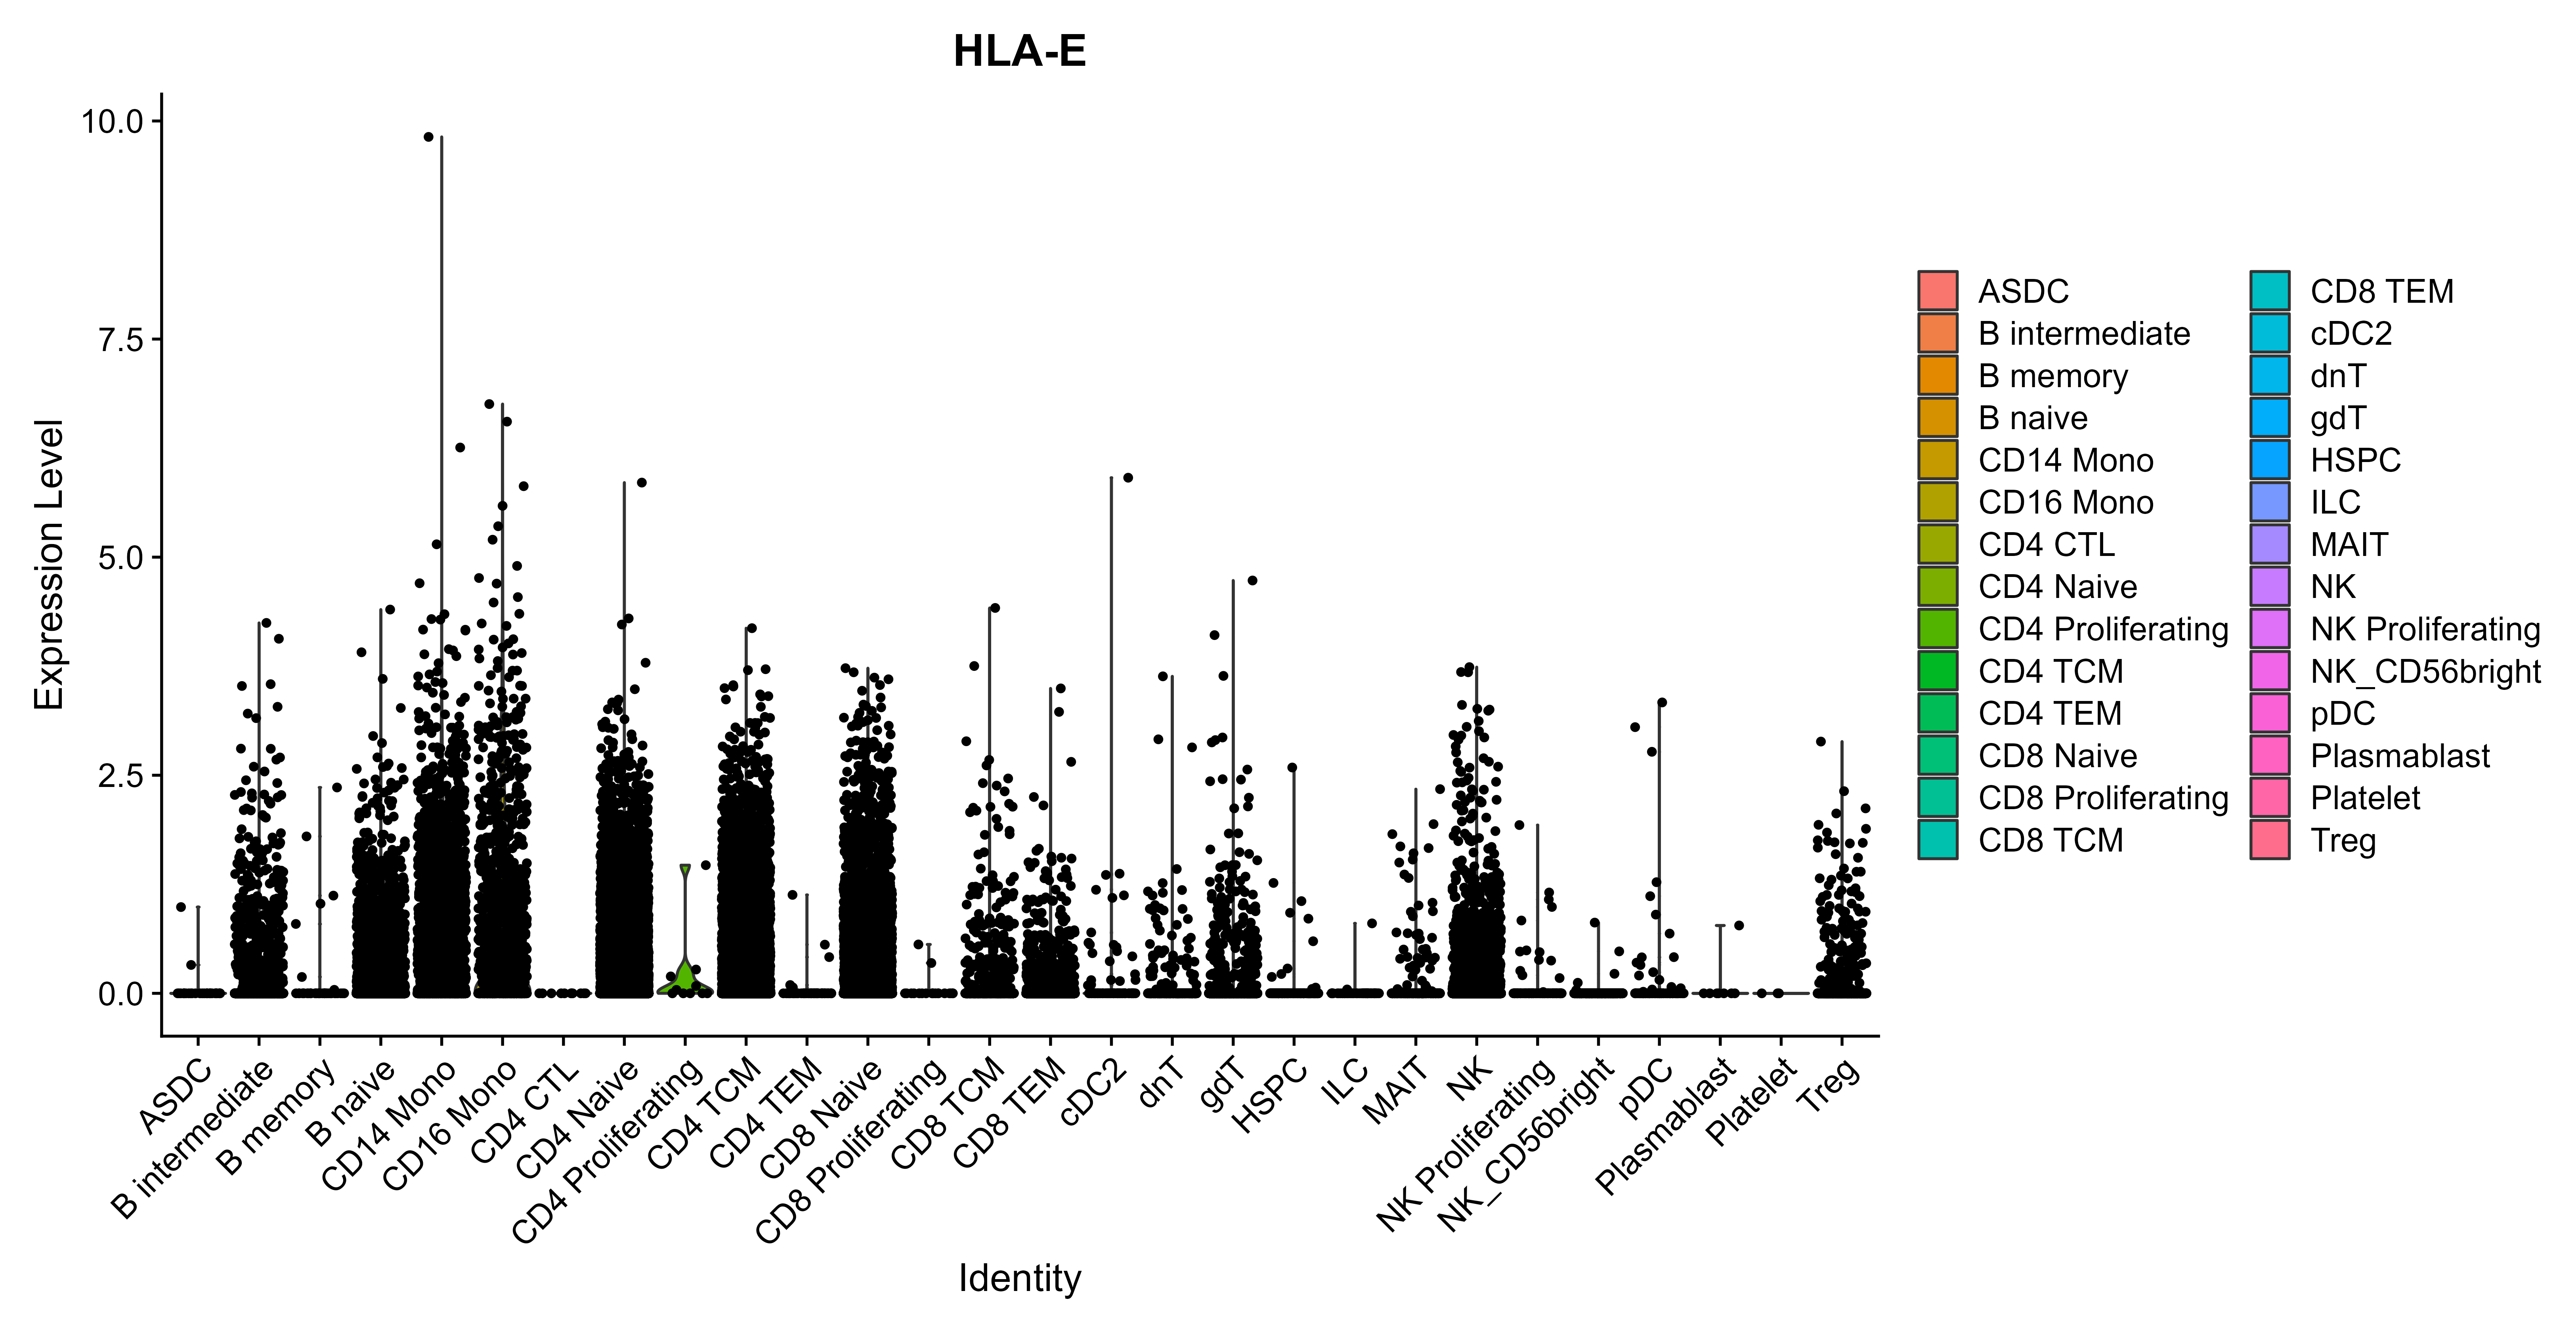 HLA-E
Expression Level
10.0
7.5
5.0
2.5
0.0
ASDC
B intermediate
B memory
B naive
CD14 Mono
CD16 Mono
CD4 CTL
CD4 Naive
CD4 Proliferating
CD4 TCM
CD4 TEM
CD8 Naive
CD8 Proliferating
CD8 TCM
CD8 TEM
cDC2
dnT
gdT
HSPC
ILC
MAIT
NK
NK Proliferating
NK_CD56bright
pDC
Plasmablast
Platelet
Treg
Identity
ASDC
B intermediate
B memory
B naive
CD14 Mono
CD16 Mono
CD4 CTL
CD4 Naive
CD4 Proliferating
CD4 TCM
CD4 TEM
CD8 Naive
CD8 Proliferating
CD8 TCM
CD8 TEM
cDC2
dnT
gdT
HSPC
ILC
MAIT
NK
NK Proliferating
NK_CD56bright
pDC
Plasmablast
Platelet
Treg